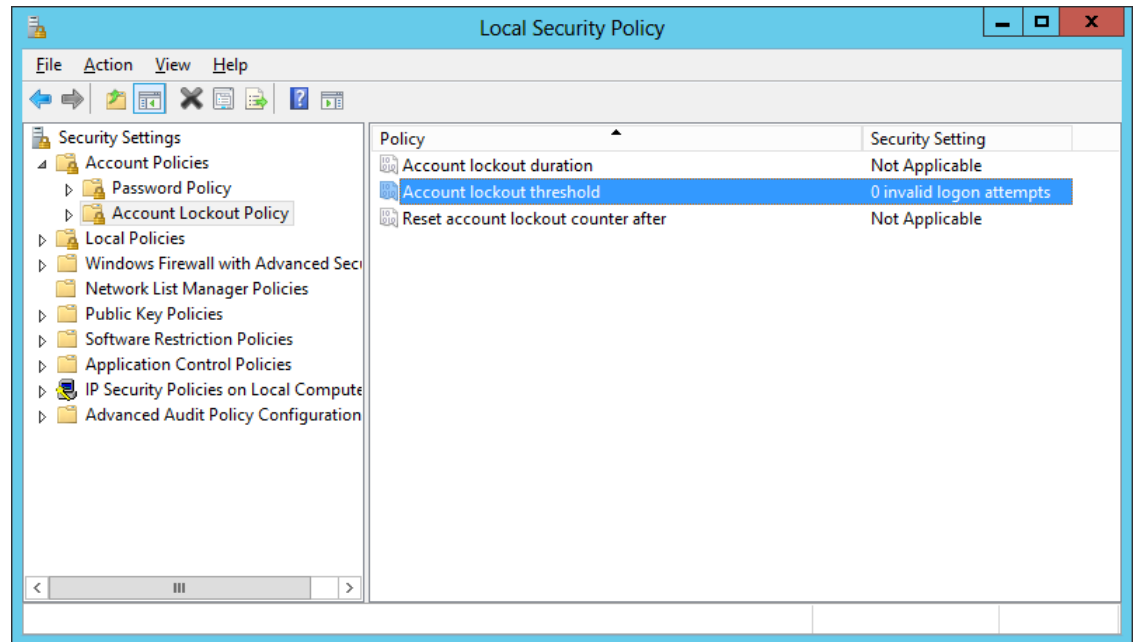 Local Security Policy
File Action View Help
Security Settings
Account Policies
Password Policy
Account Lockout Policy
Local Policies
Windows Firewall with Advanced Secu
Network List Manager Policies
Public Key Policies
Software Restriction Policies
Application Control Policies
IP Security Policies on Local Compute
Advanced Audit Policy Configuration
Policy Security Setting
Account lockout duration Not Applicable
Account lockout threshold 0 invalid logon attempts
Reset account lockout counter after Not Applicable